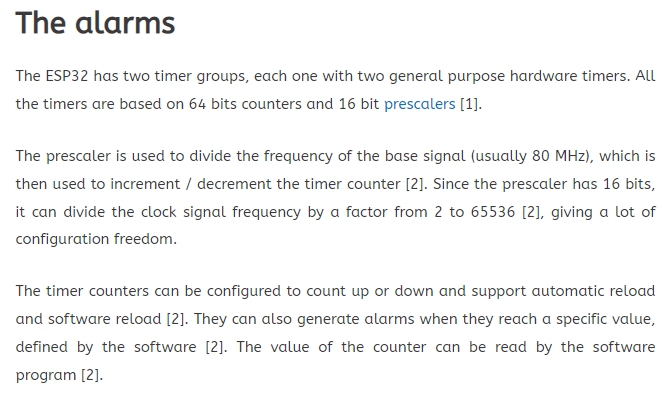 The alarms
The ESP32 has two timer groups, each one with two general purpose hardware timers. All
the timers are based on 64 bits counters and 16 bit prescalers [1].
The prescaler is used to divide the frequency of the base signal (usually 80 MHz), which is
then used to increment / decrement the timer counter [2]. Since the prescaler has 16 bits,
it can divide the clock signal frequency by a factor from 2 to 65536 [2], giving a lot of
configuration freedom.
The timer counters can be configured to count up or down and support automatic reload
and software reload [2]. They can also generate alarms when they reach a specific value,
defined by the software [2]. The value of the counter can be read by the software
program [2].